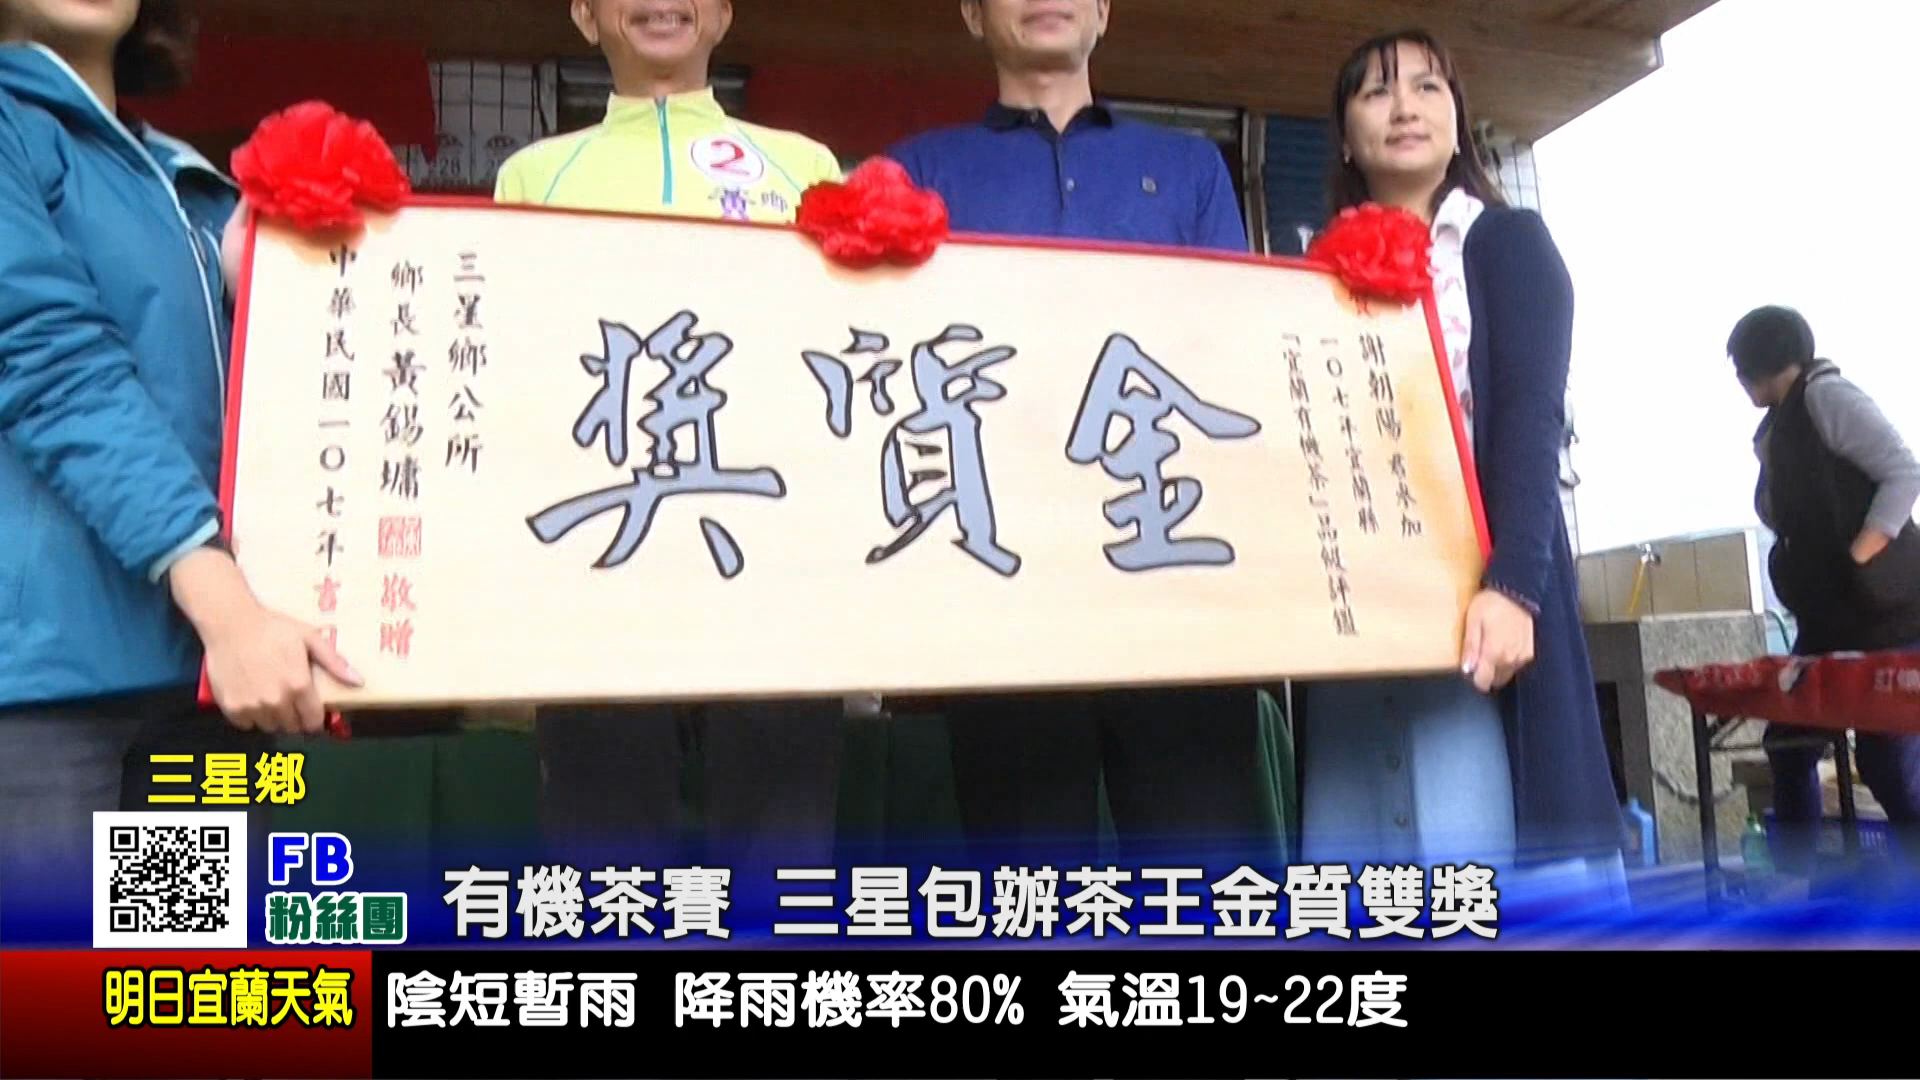 2
黃
三星鄉公所
鄉長黃錫墉 敬贈
中華民國一〇七年吉
金質獎
謝朝陽 君參加
一〇七年宜蘭縣
「宜蘭有機茶」品級評鑑
三星鄉
FB
粉絲團
有機茶賽 三星包辦茶王金質雙獎
明日宜蘭天氣
陰短暫雨 降雨機率80% 氣溫19~22度